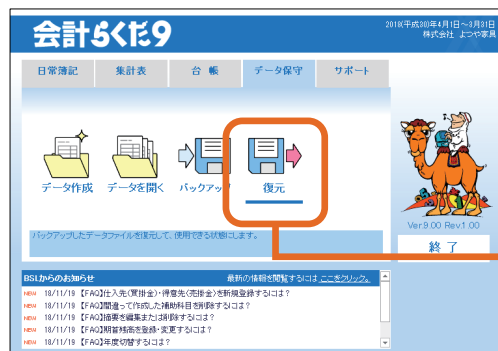 会計らくだ9
2018(平成30)年4月1日～3月31日
株式会社 よつや家具
日常簿記 集計表 台 帳 データ保守 サポート
データ作成 データを開く バックアップ 復元
バックアップしたデータファイルを復元して、使用できる状態にします。
Ver.9.00 Rev.1.00
終 了
BSLからのお知らせ 最新の情報を閲覧するには ここをクリック。
NEW 18/11/19 【FAQ】仕入先(買掛金)・得意先(売掛金)を新規登録するには？
NEW 18/11/19 【FAQ】間違って作成した補助科目を削除するには？
NEW 18/11/19 【FAQ】摘要を編集または削除するには？
NEW 18/11/19 【FAQ】期首残高を登録・変更するには？
NEW 18/11/19 【FAQ】年度切替するには？